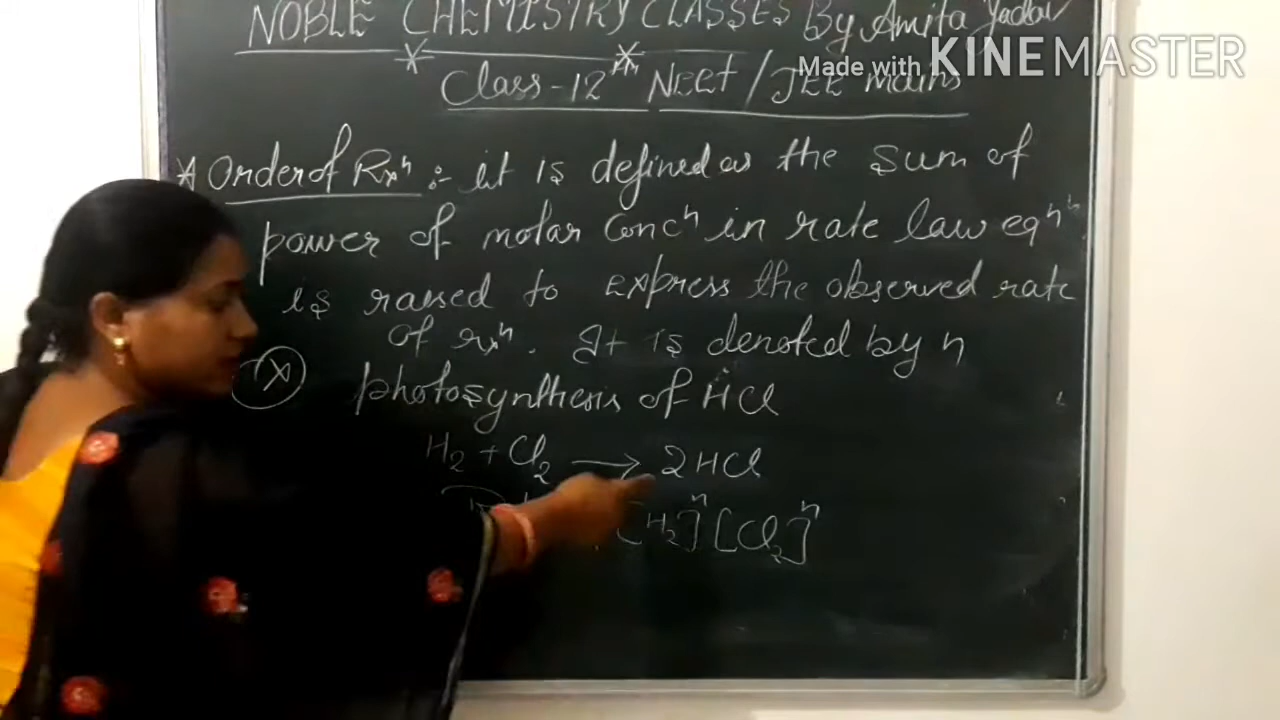 NOBLE CHEMISTRY CLASSES By Amita Yadav
Made with KINEMASTER
Class-12th NEET / JEE mains
* Order of Rxⁿ :- it is defined as the sum of
power of molar Concⁿ in rate law eqⁿ
is raised to express the observed rate
of rxⁿ. It is denoted by n
photosynthesis of HCl
H₂ + Cl₂ → 2HCl
[H₂]ⁿ [Cl₂]ⁿ